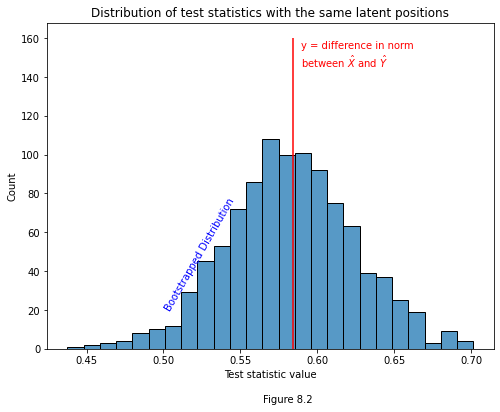 Distribution of test statistics with the same latent positions
160
140
120
100
80
60
40
20
0
Count
y = difference in norm
between X̂ and Ŷ
Bootstrapped Distribution
0.45 0.50 0.55 0.60 0.65 0.70
Test statistic value
Figure 8.2